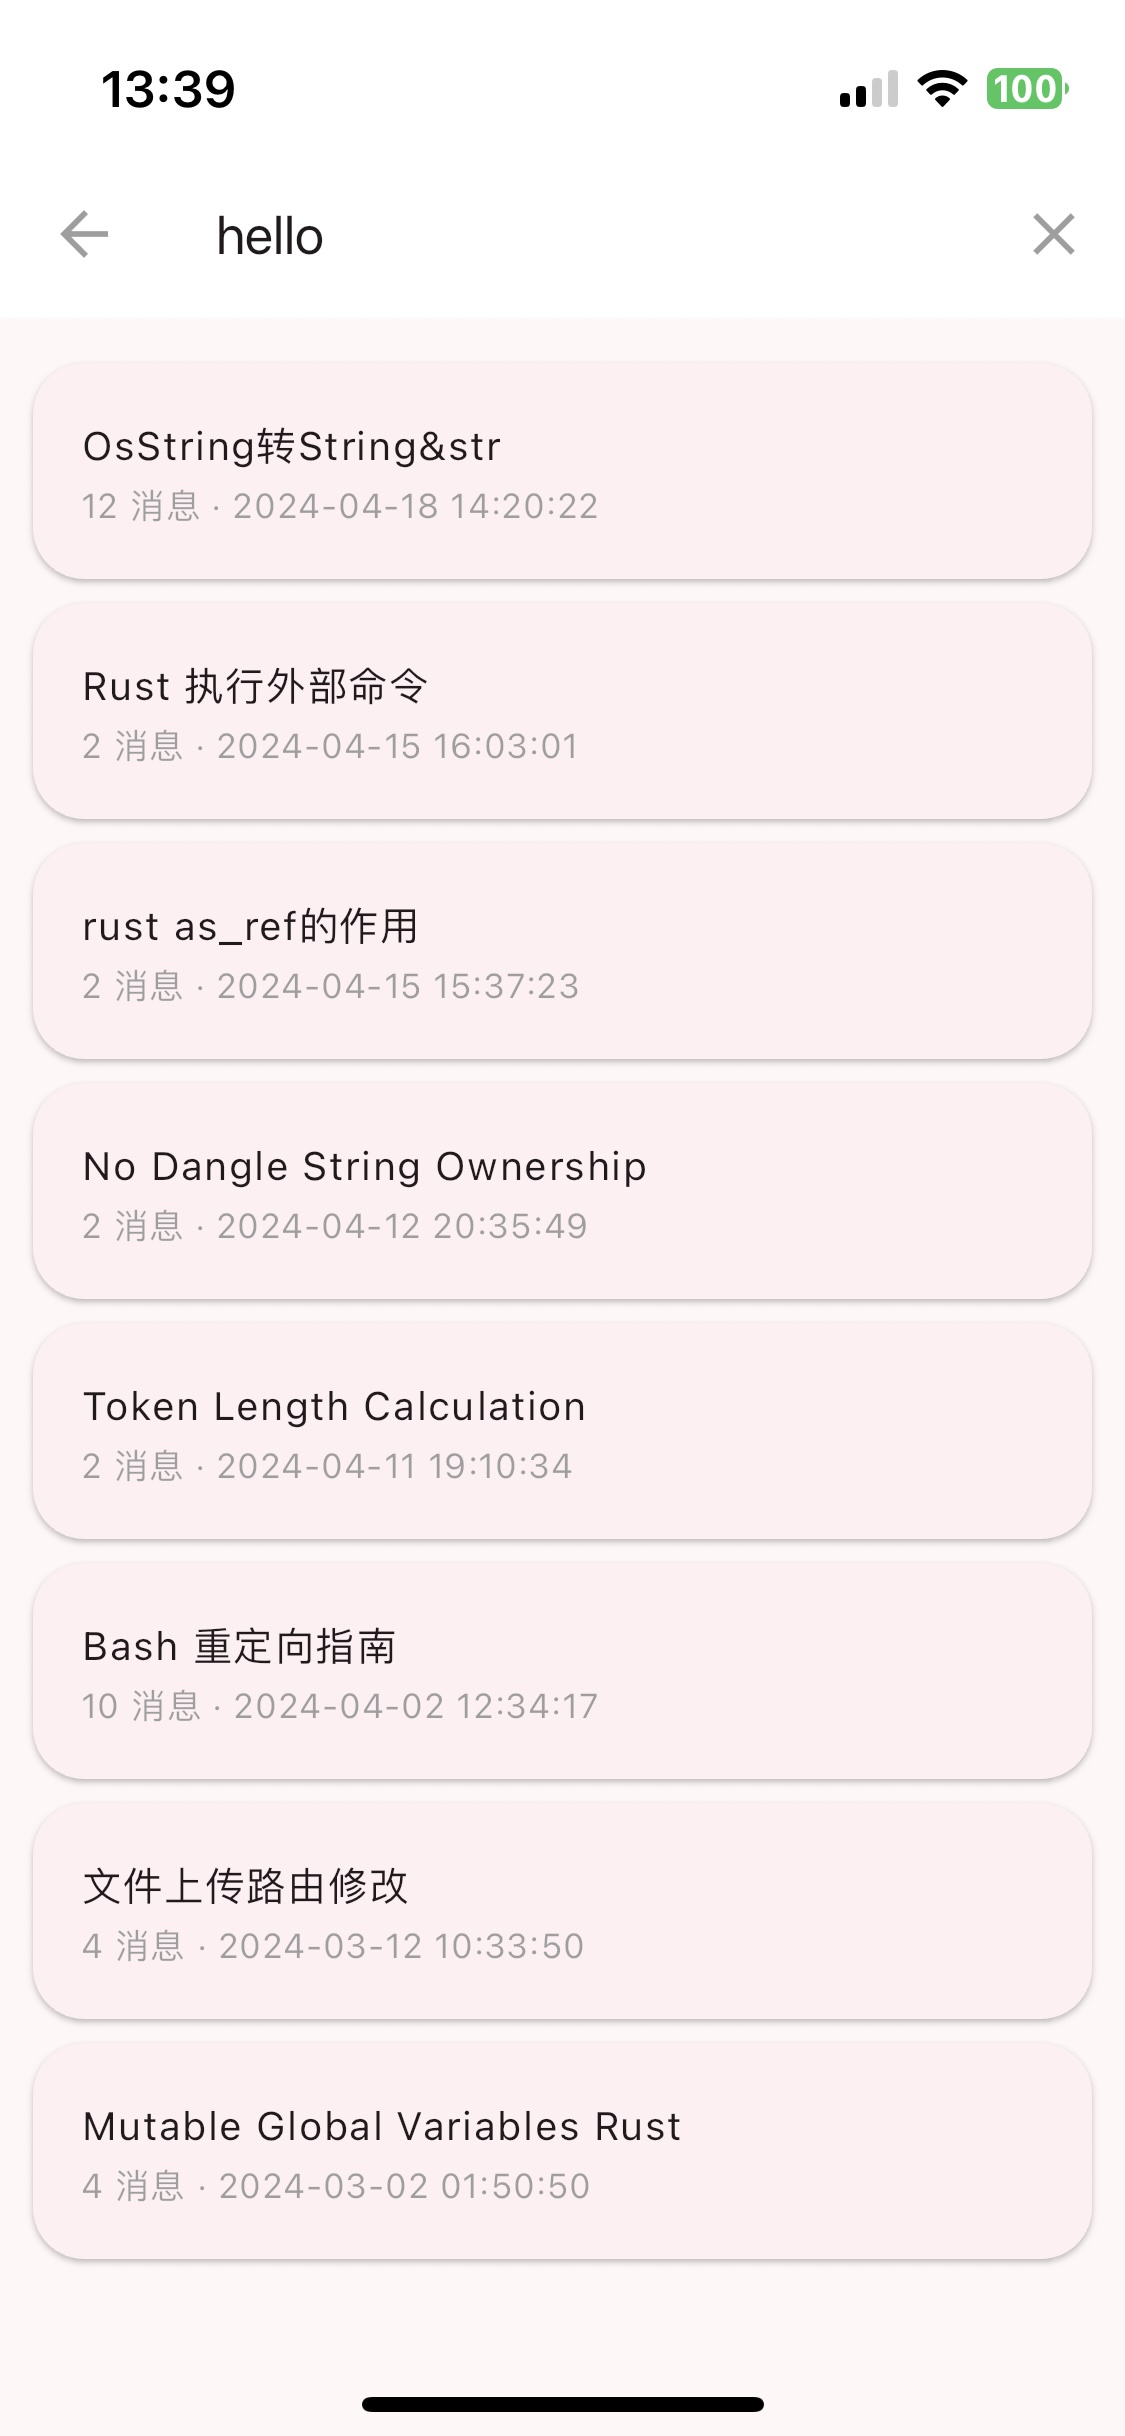 13:39
100
hello
OsString转String&str
12 消息 · 2024-04-18 14:20:22
Rust 执行外部命令
2 消息 · 2024-04-15 16:03:01
rust as_ref的作用
2 消息 · 2024-04-15 15:37:23
No Dangle String Ownership
2 消息 · 2024-04-12 20:35:49
Token Length Calculation
2 消息 · 2024-04-11 19:10:34
Bash 重定向指南
10 消息 · 2024-04-02 12:34:17
文件上传路由修改
4 消息 · 2024-03-12 10:33:50
Mutable Global Variables Rust
4 消息 · 2024-03-02 01:50:50